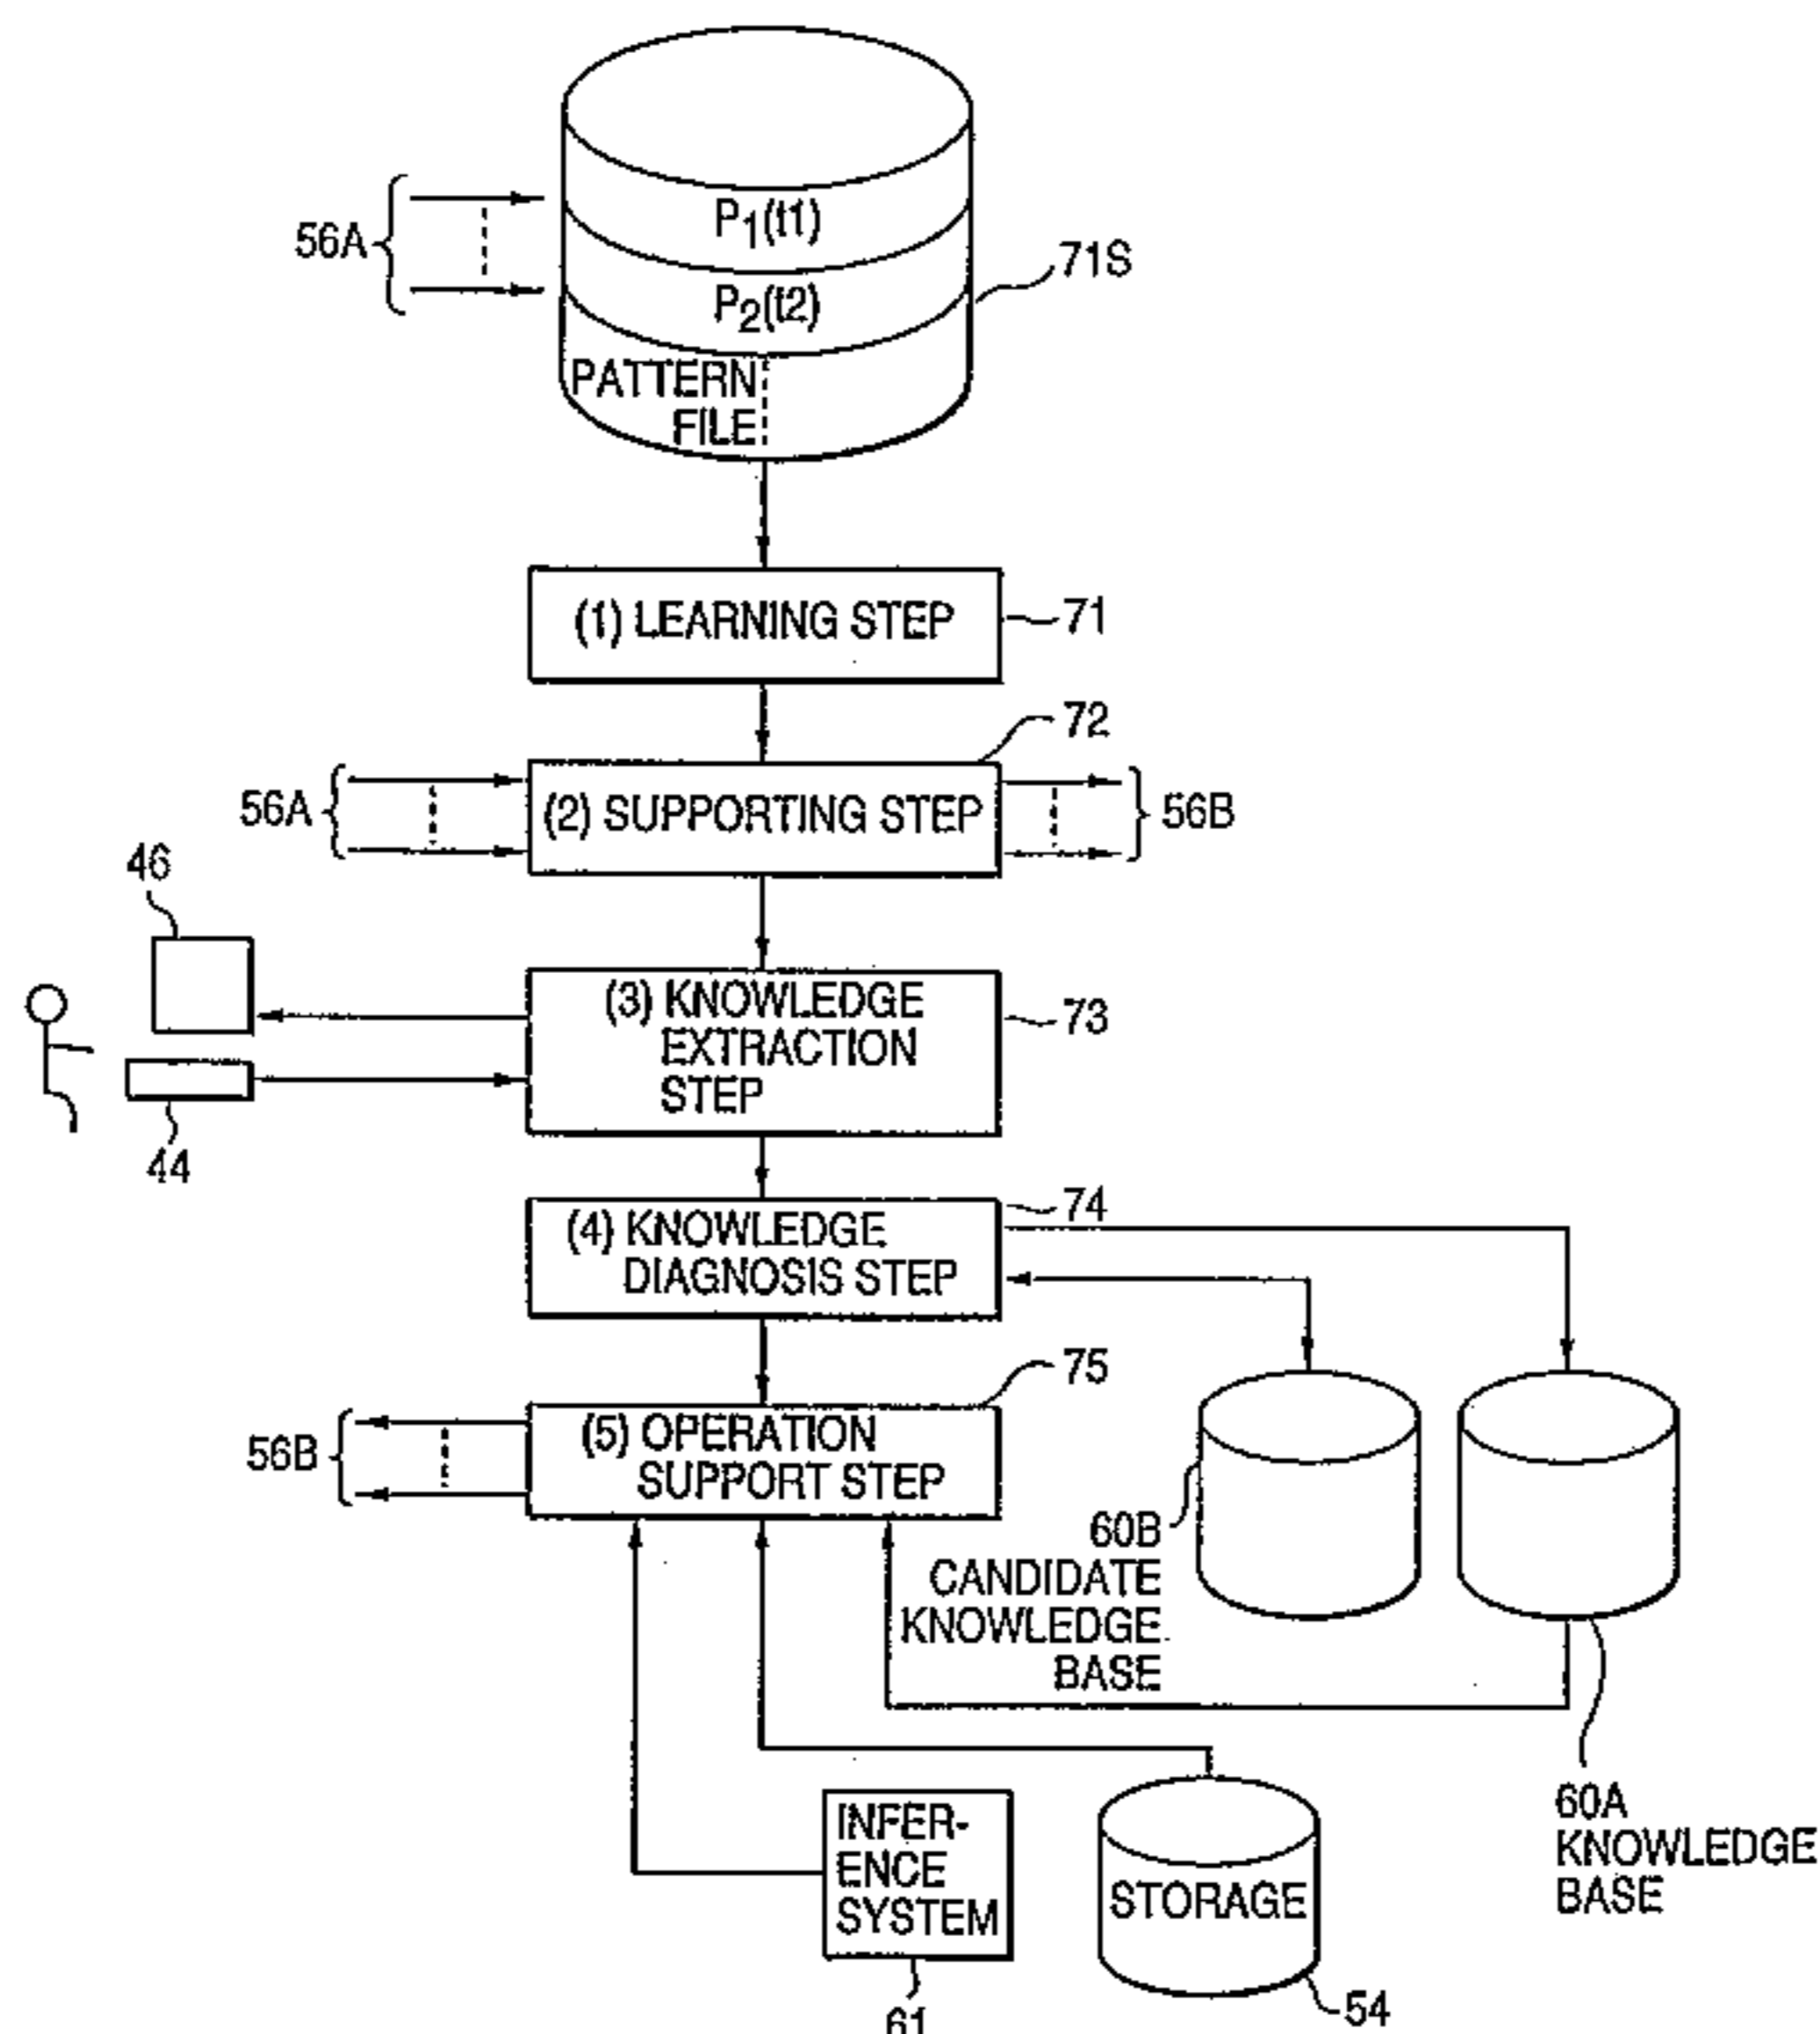 P1(t1)
56A
71S
P2(t2)
PATTERN
FILE
(1) LEARNING STEP
71
72
56A
(2) SUPPORTING STEP
56B
46
(3) KNOWLEDGE
EXTRACTION
STEP
73
44
74
(4) KNOWLEDGE
DIAGNOSIS STEP
75
56B
(5) OPERATION
SUPPORT STEP
60B
CANDIDATE
KNOWLEDGE
BASE
60A
KNOWLEDGE
BASE
INFER-
ENCE
SYSTEM
STORAGE
61
54